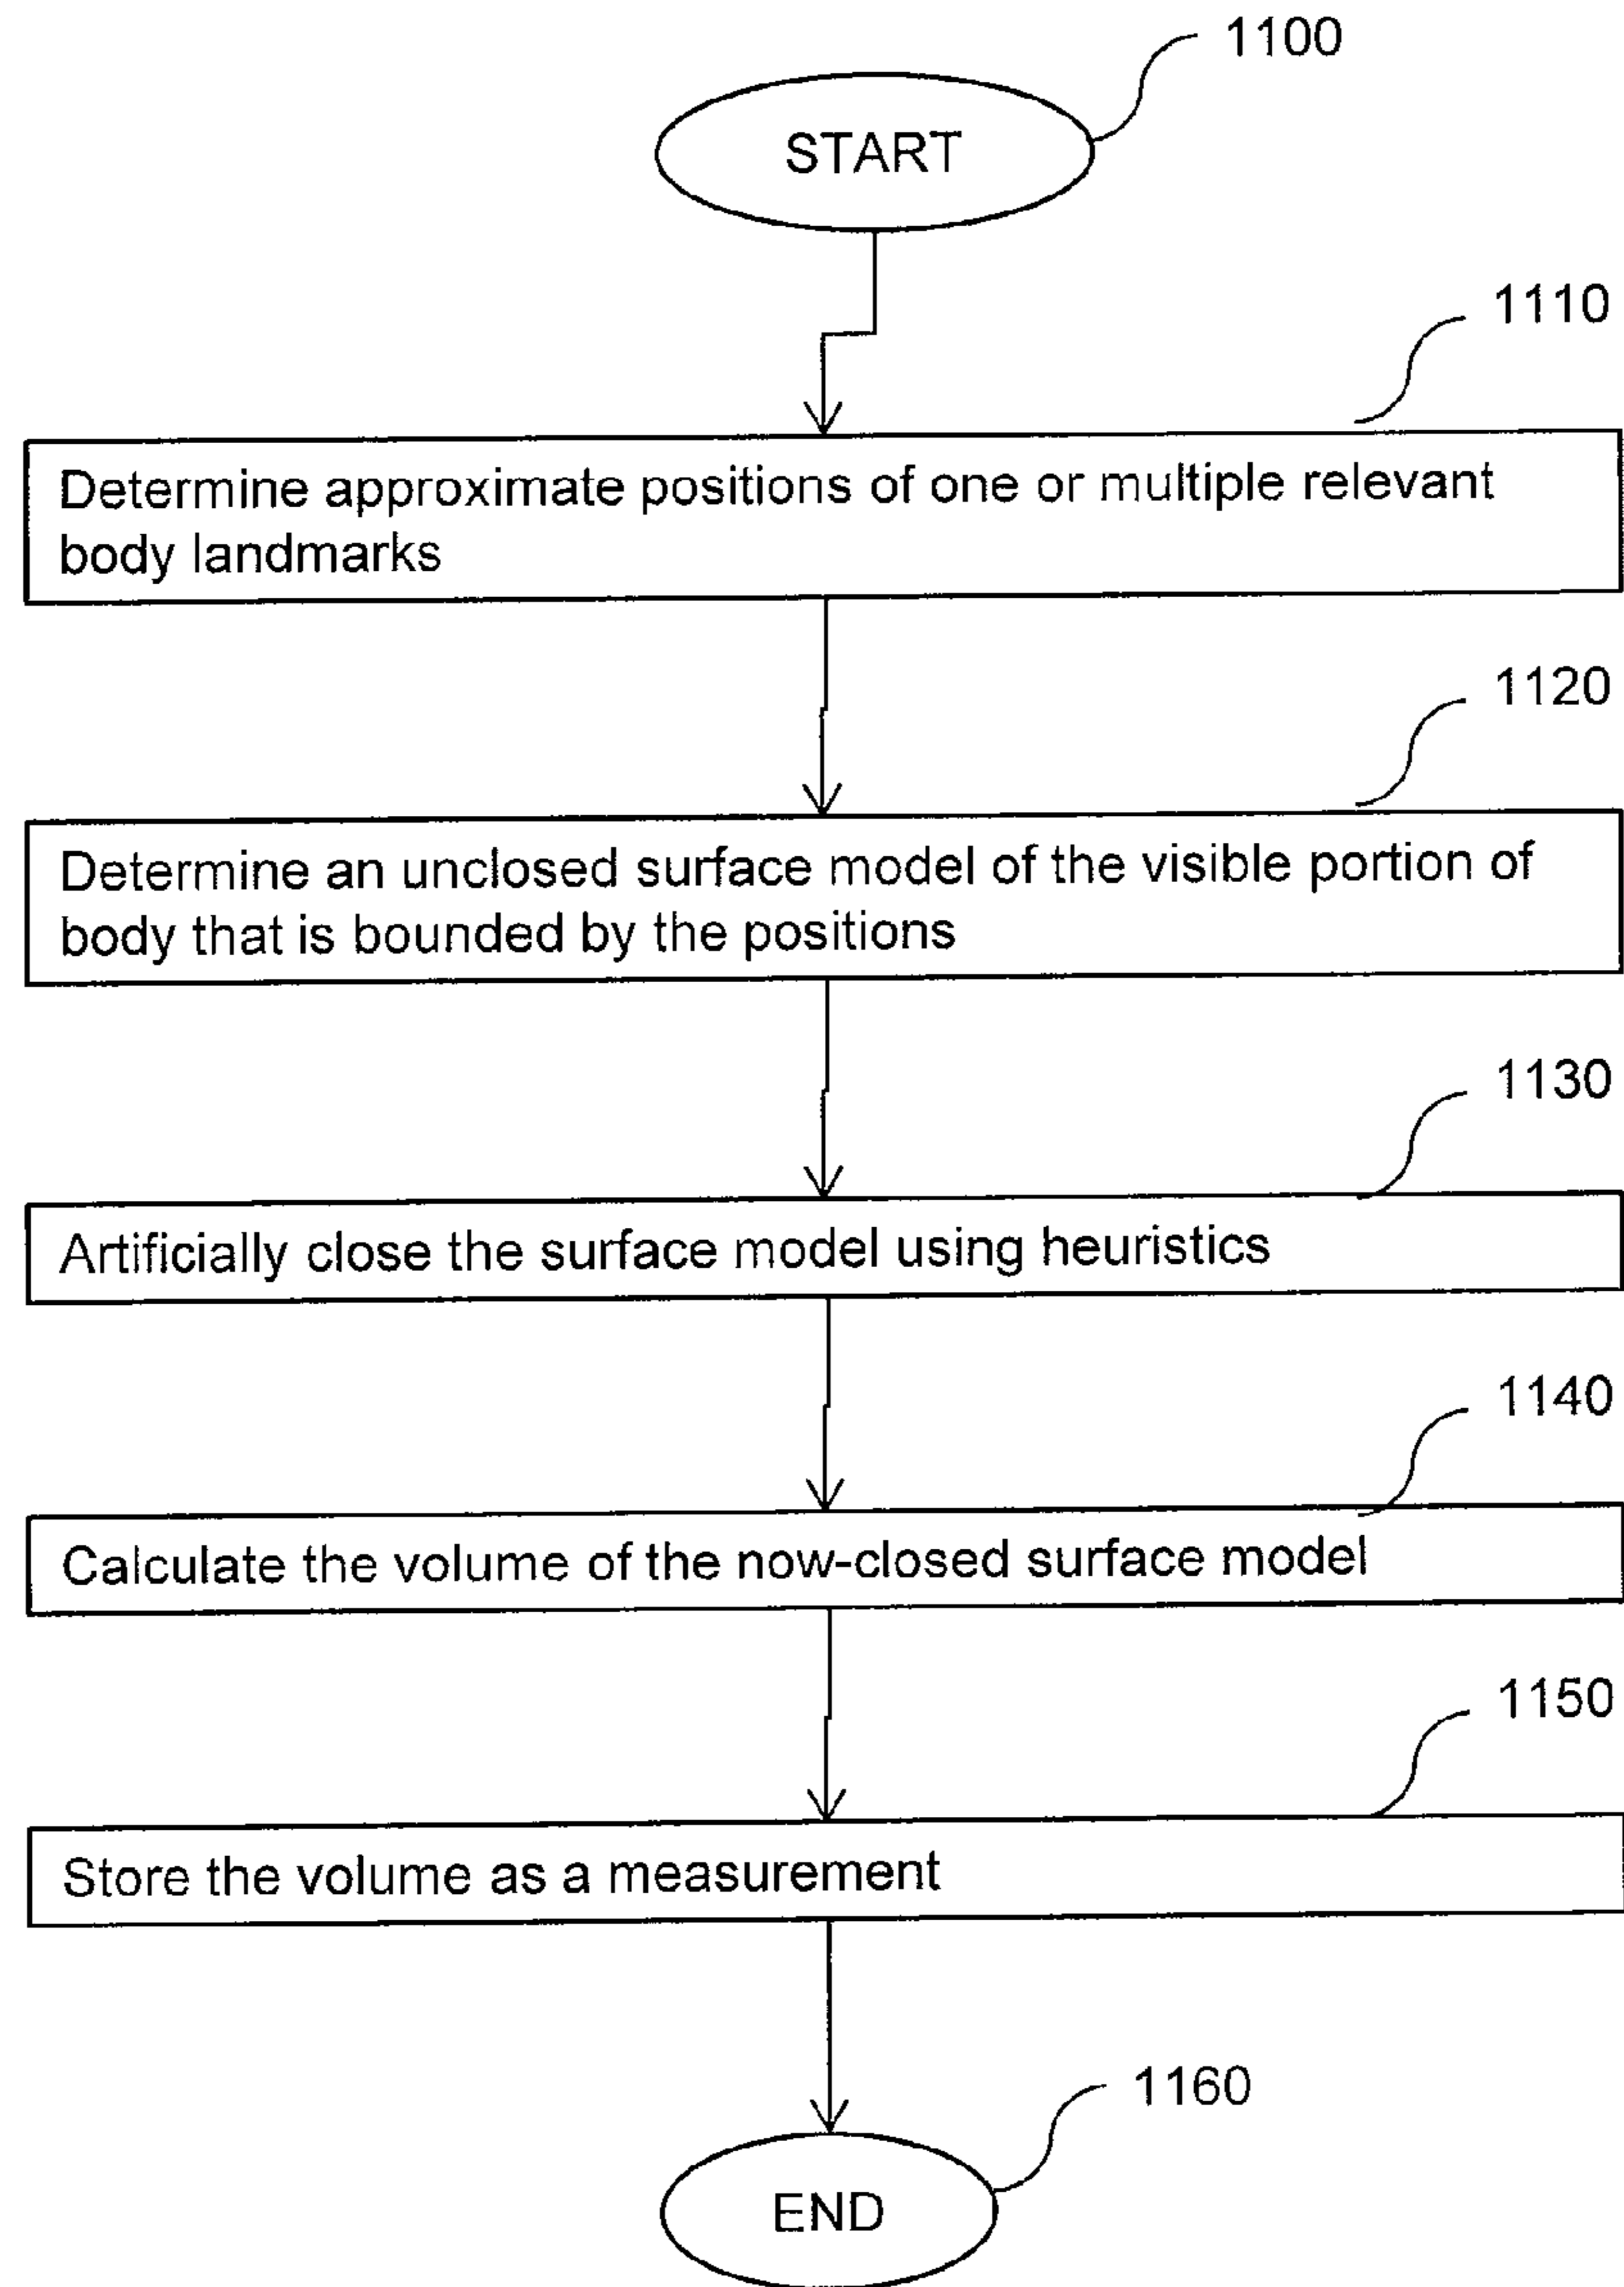 1100
START
1110
Determine approximate positions of one or multiple relevant
body landmarks
1120
Determine an unclosed surface model of the visible portion of
body that is bounded by the positions
1130
Artificially close the surface model using heuristics
1140
Calculate the volume of the now-closed surface model
1150
Store the volume as a measurement
1160
END